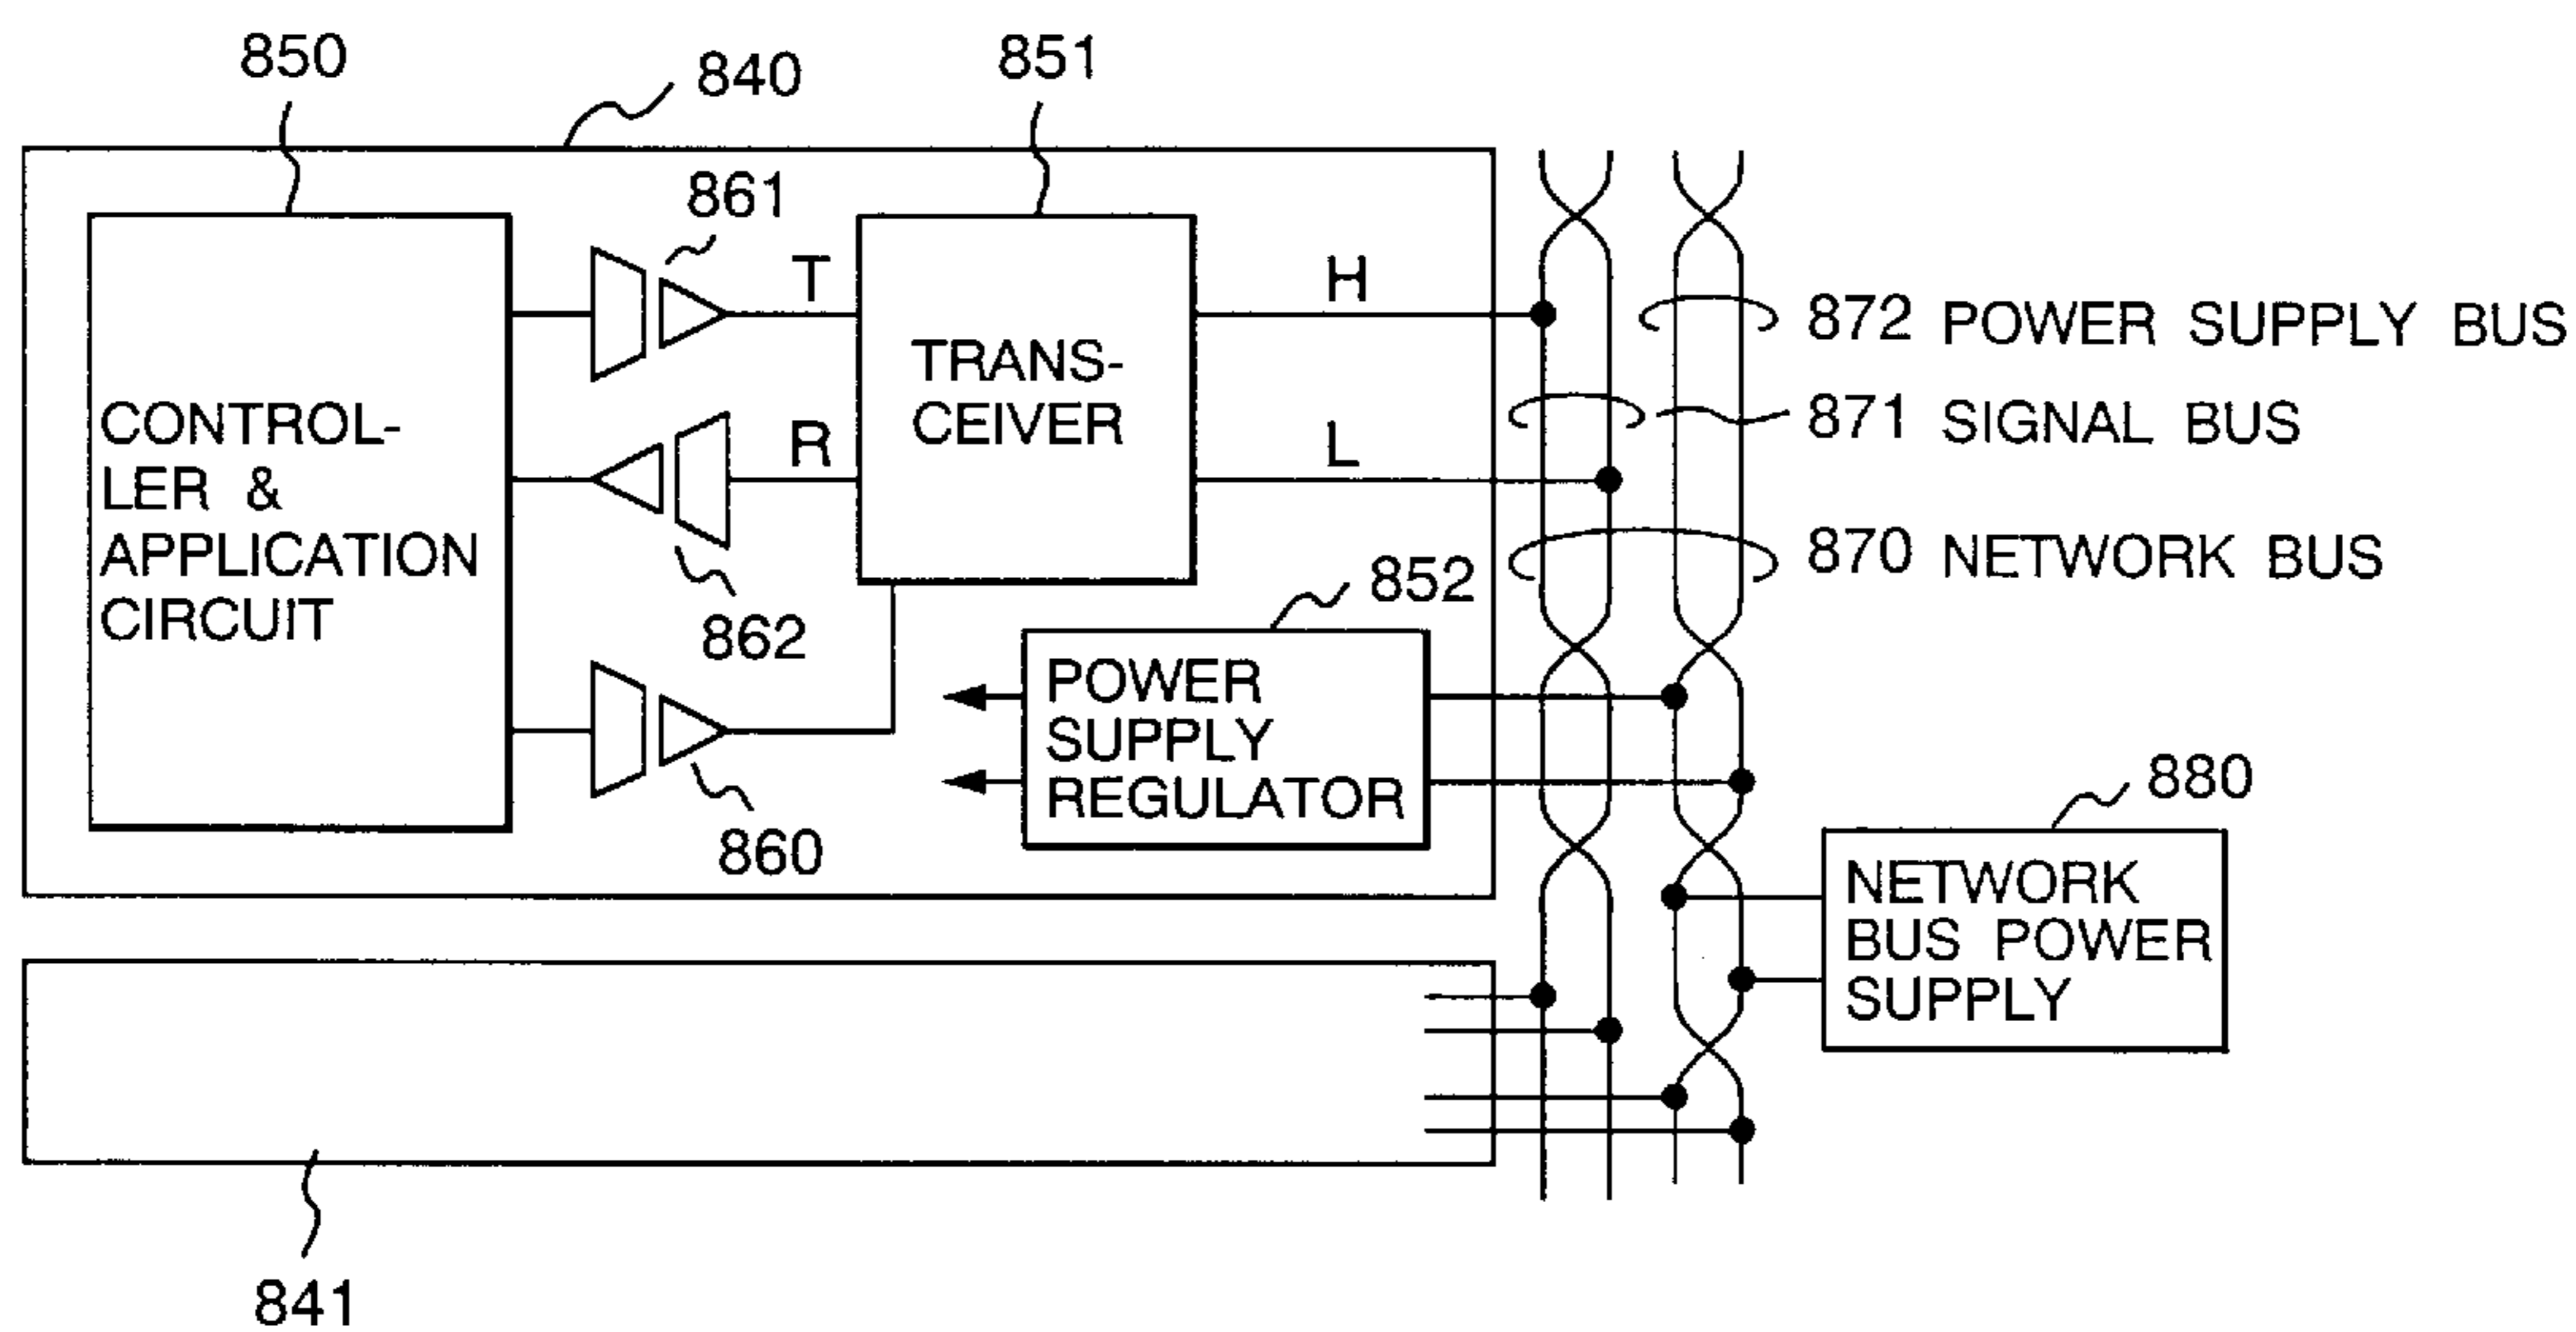 850
840
851
861
T
H
TRANS-
CEIVER
872 POWER SUPPLY BUS
871 SIGNAL BUS
CONTROL-
LER &
APPLICATION
CIRCUIT
R
L
870 NETWORK BUS
862
852
POWER
SUPPLY
REGULATOR
860
880
NETWORK
BUS POWER
SUPPLY
841